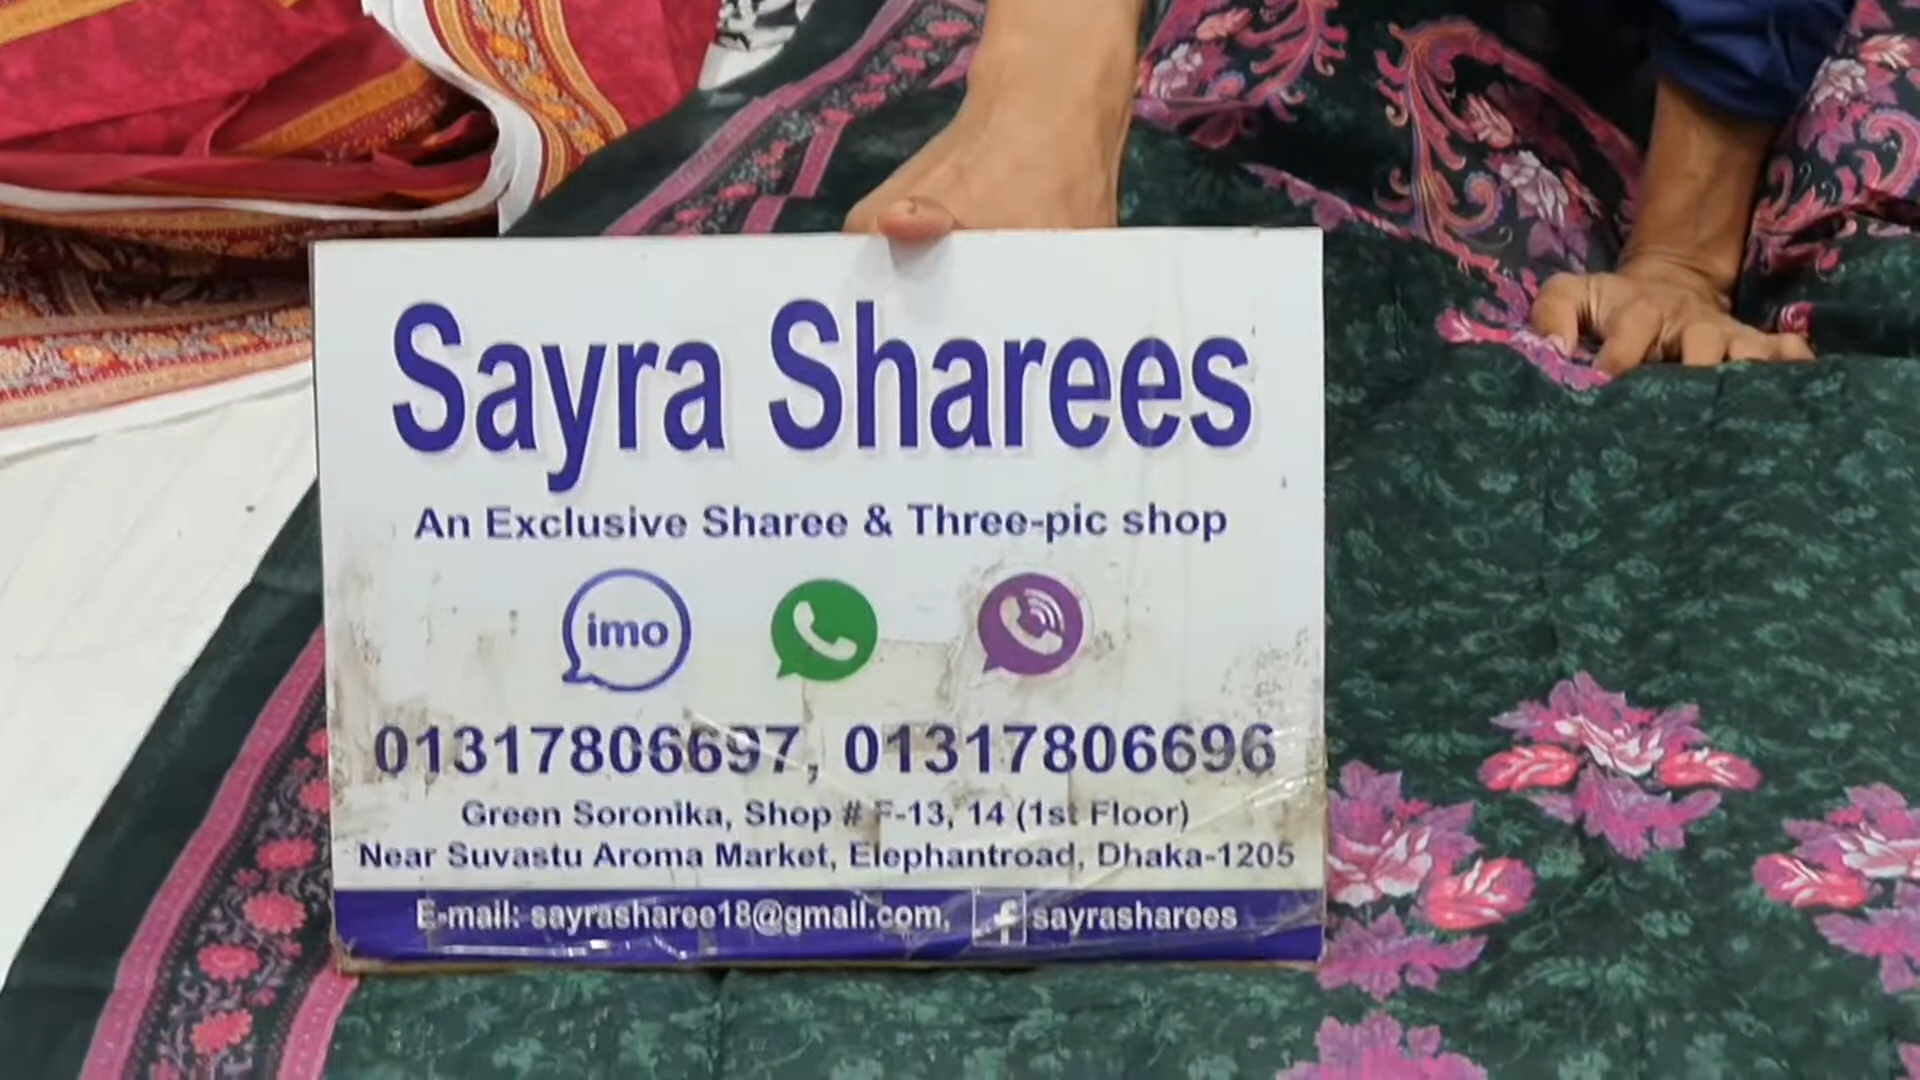 Sayra Sharees
An Exclusive Sharee & Three-pic shop
imo
01317806697, 01317806696
Green Soronika, Shop # F-13, 14 (1st Floor)
Near Suvastu Aroma Market, Elephantroad, Dhaka-1205
E-mail: sayrasharee18@gmail.com, f sayrasharees